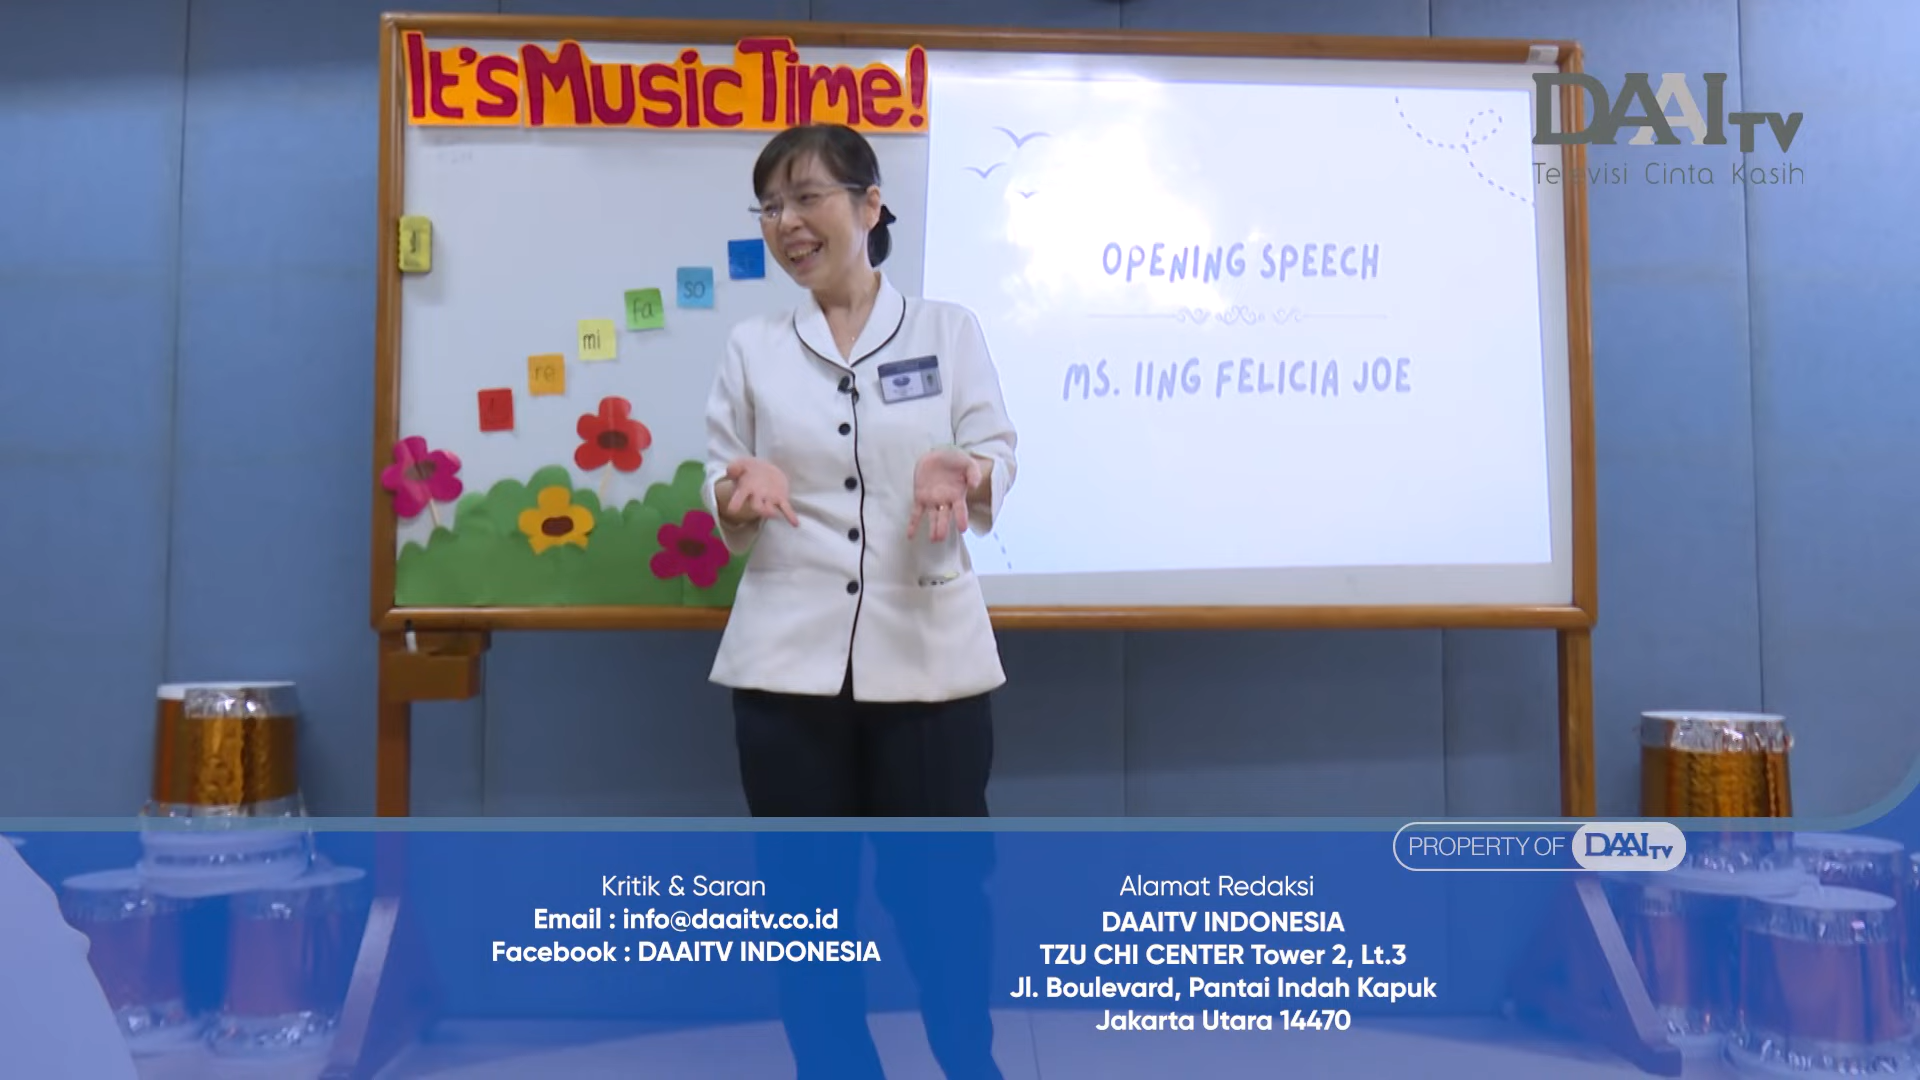 It's Music Time!
DAAI TV
Televisi Cinta Kasih
OPENING SPEECH
MS. IING FELICIA JOE
so
fa
mi
re
PROPERTY OF DAAI TV
Kritik & Saran
Email : info@daaitv.co.id
Facebook : DAAITV INDONESIA
Alamat Redaksi
DAAITV INDONESIA
TZU CHI CENTER Tower 2, Lt.3
Jl. Boulevard, Pantai Indah Kapuk
Jakarta Utara 14470